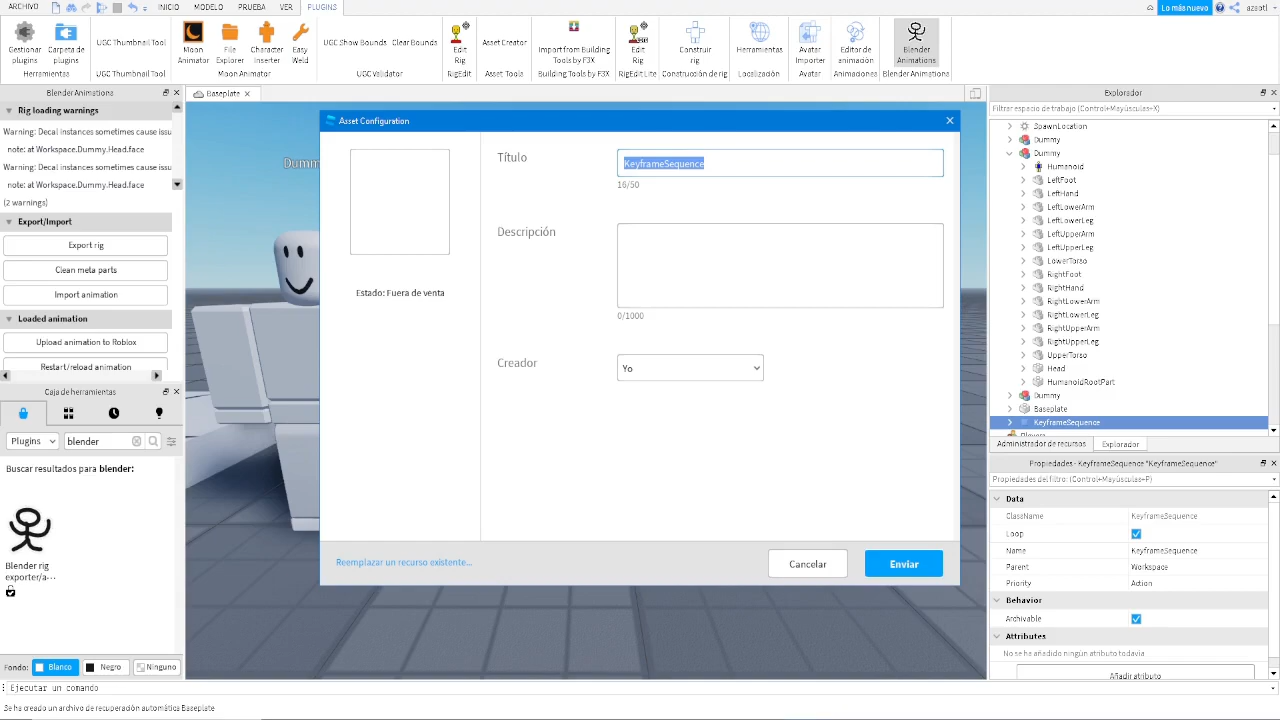 ARCHIVO INICIO MODELO PRUEBA VER PLUGINS Lo más nuevo
Gestionar plugins
Carpeta de plugins
Herramientas
UGC Thumbnail Tool
UGC Thumbnail Tool
Moon Animator
File Explorer
Character Inserter
Easy Weld
Moon Animator
UGC Show Bounds
Clear Bounds
UGC Validator
Edit Rig
RigEdit
Asset Creator
Asset Tools
Import from Building Tools by F3X
Building Tools by F3X
Edit Rig
RigEdit Lite
Construir rig
Construcción de rig
Herramientas
Localización
Avatar Importer
Avatar
Editor de animación
Animaciones
Blender Animations
Blender Animations
Blender Animations
Rig loading warnings
Warning: Decal instances sometimes cause issu
note: at Workspace.Dummy.Head.face
Warning: Decal instances sometimes cause issu
note: at Workspace.Dummy.Head.face
(2 warnings)
Export/Import
Export rig
Clean meta parts
Import animation
Loaded animation
Upload animation to Roblox
Restart/reload animation
Caja de herramientas
Plugins
blender
Buscar resultados para blender:
Blender rig
exporter/a...
Fondo: Blanco Negro Ninguno
Baseplate
Dumm
Asset Configuration
Título
KeyframeSequence
16/50
Descripción
0/1000
Estado: Fuera de venta
Creador
Yo
Reemplazar un recurso existente...
Cancelar
Enviar
Explorador
Filtrar espacio de trabajo (Control+Mayúsculas+X)
SpawnLocation
Dummy
Dummy
Humanoid
LeftFoot
LeftHand
LeftLowerArm
LeftLowerLeg
LeftUpperArm
LeftUpperLeg
LowerTorso
RightFoot
RightHand
RightLowerArm
RightLowerLeg
RightUpperArm
RightUpperLeg
UpperTorso
Head
HumanoidRootPart
Dummy
Baseplate
KeyframeSequence
Players
Administrador de recursos
Explorador
Propiedades - KeyframeSequence "KeyframeSequence"
Propiedades del filtro: (Control+Mayúsculas+P)
Data
ClassName KeyframeSequence
Loop
Name KeyframeSequence
Parent Workspace
Priority Action
Behavior
Archivable
Attributes
No se ha añadido ningún atributo todavía
Añadir atributo
Ejecutar un comando
Se ha creado un archivo de recuperación automática Baseplate